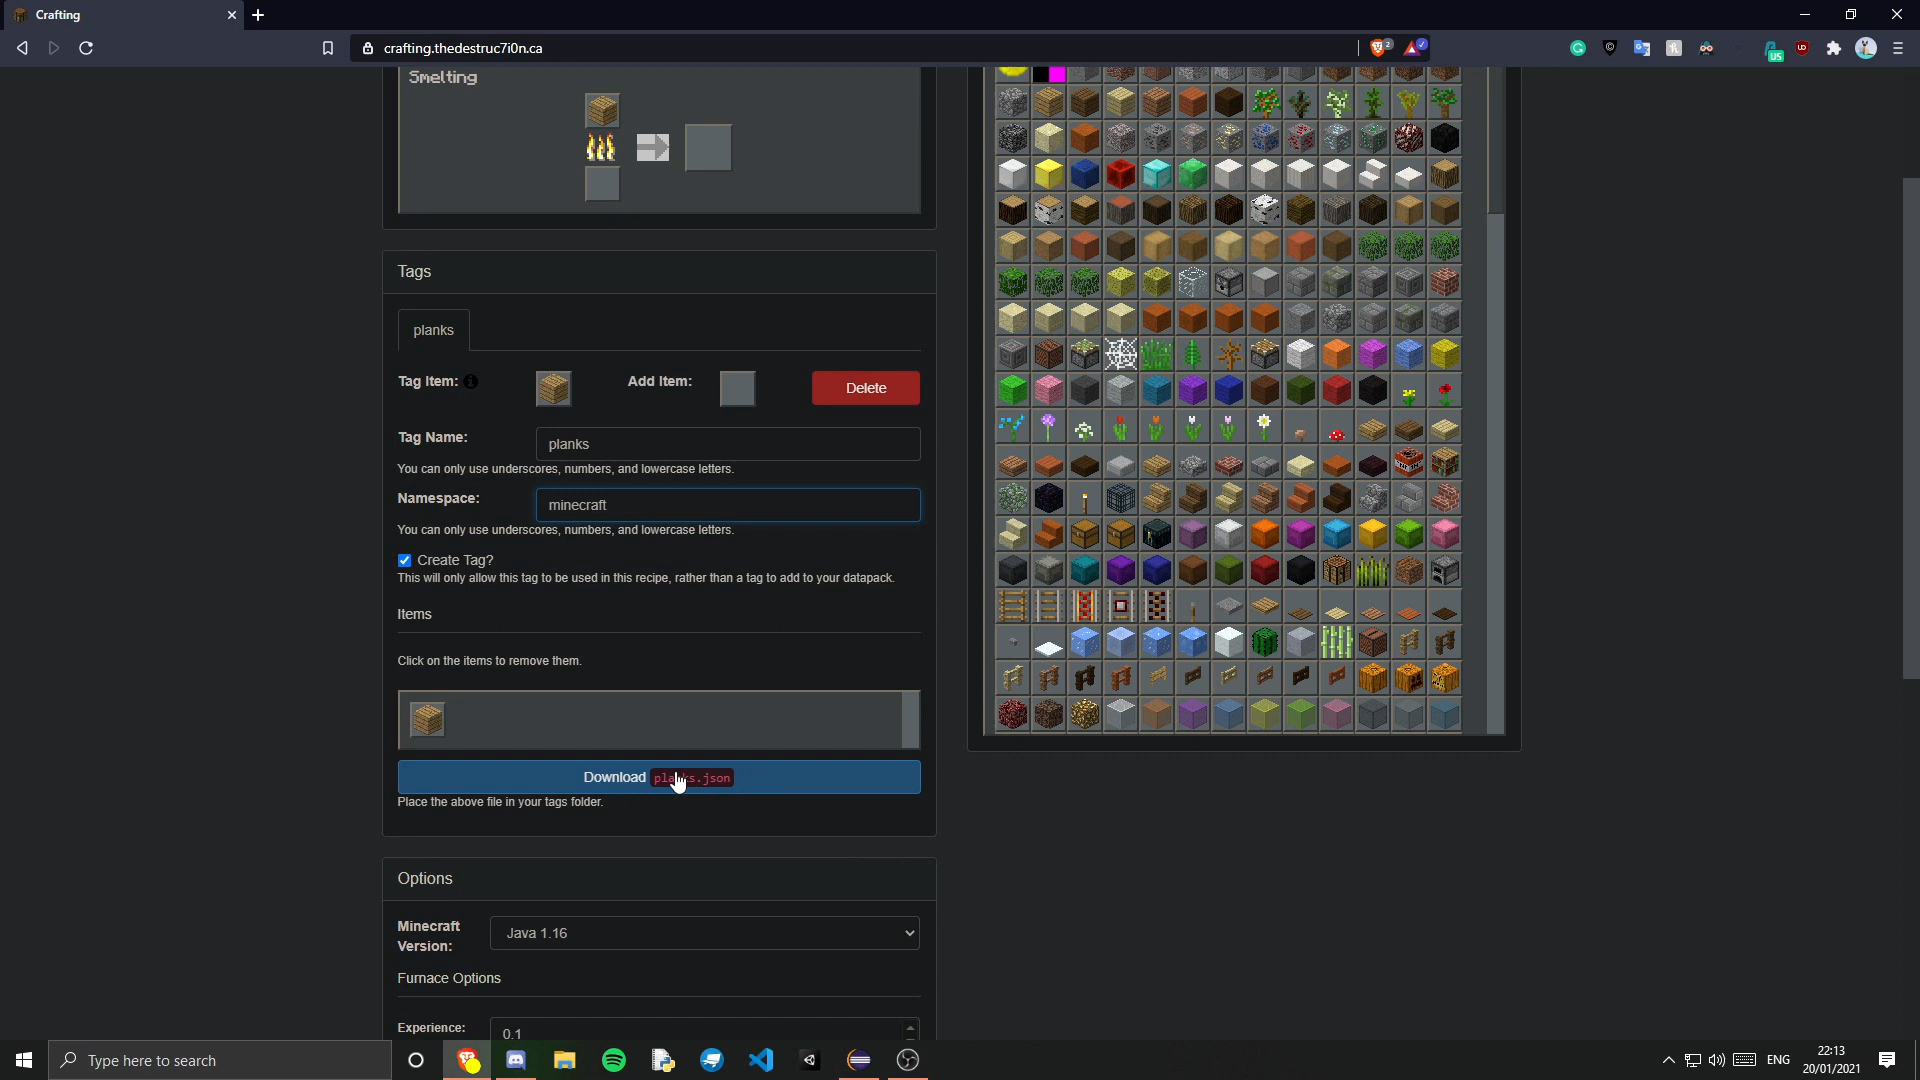 Crafting
crafting.thedestruc7i0n.ca
2
US
Smelting
Tags
planks
Tag Item:
Add Item:
Delete
Tag Name:
planks
You can only use underscores, numbers, and lowercase letters.
Namespace:
minecraft
You can only use underscores, numbers, and lowercase letters.
Create Tag?
This will only allow this tag to be used in this recipe, rather than a tag to add to your datapack.
Items
Click on the items to remove them.
Download planks.json
Place the above file in your tags folder.
Options
Minecraft Version:
Java 1.16
Furnace Options
Experience:
0.1
Type here to search
ENG
22:13
20/01/2021